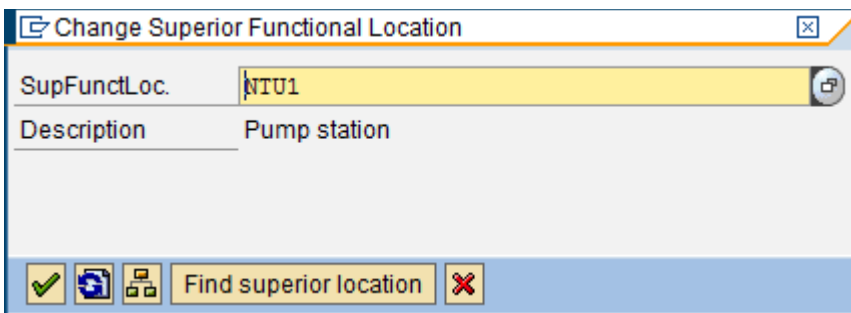 Change Superior Functional Location
SupFunctLoc. NTU1
Description Pump station
Find superior location